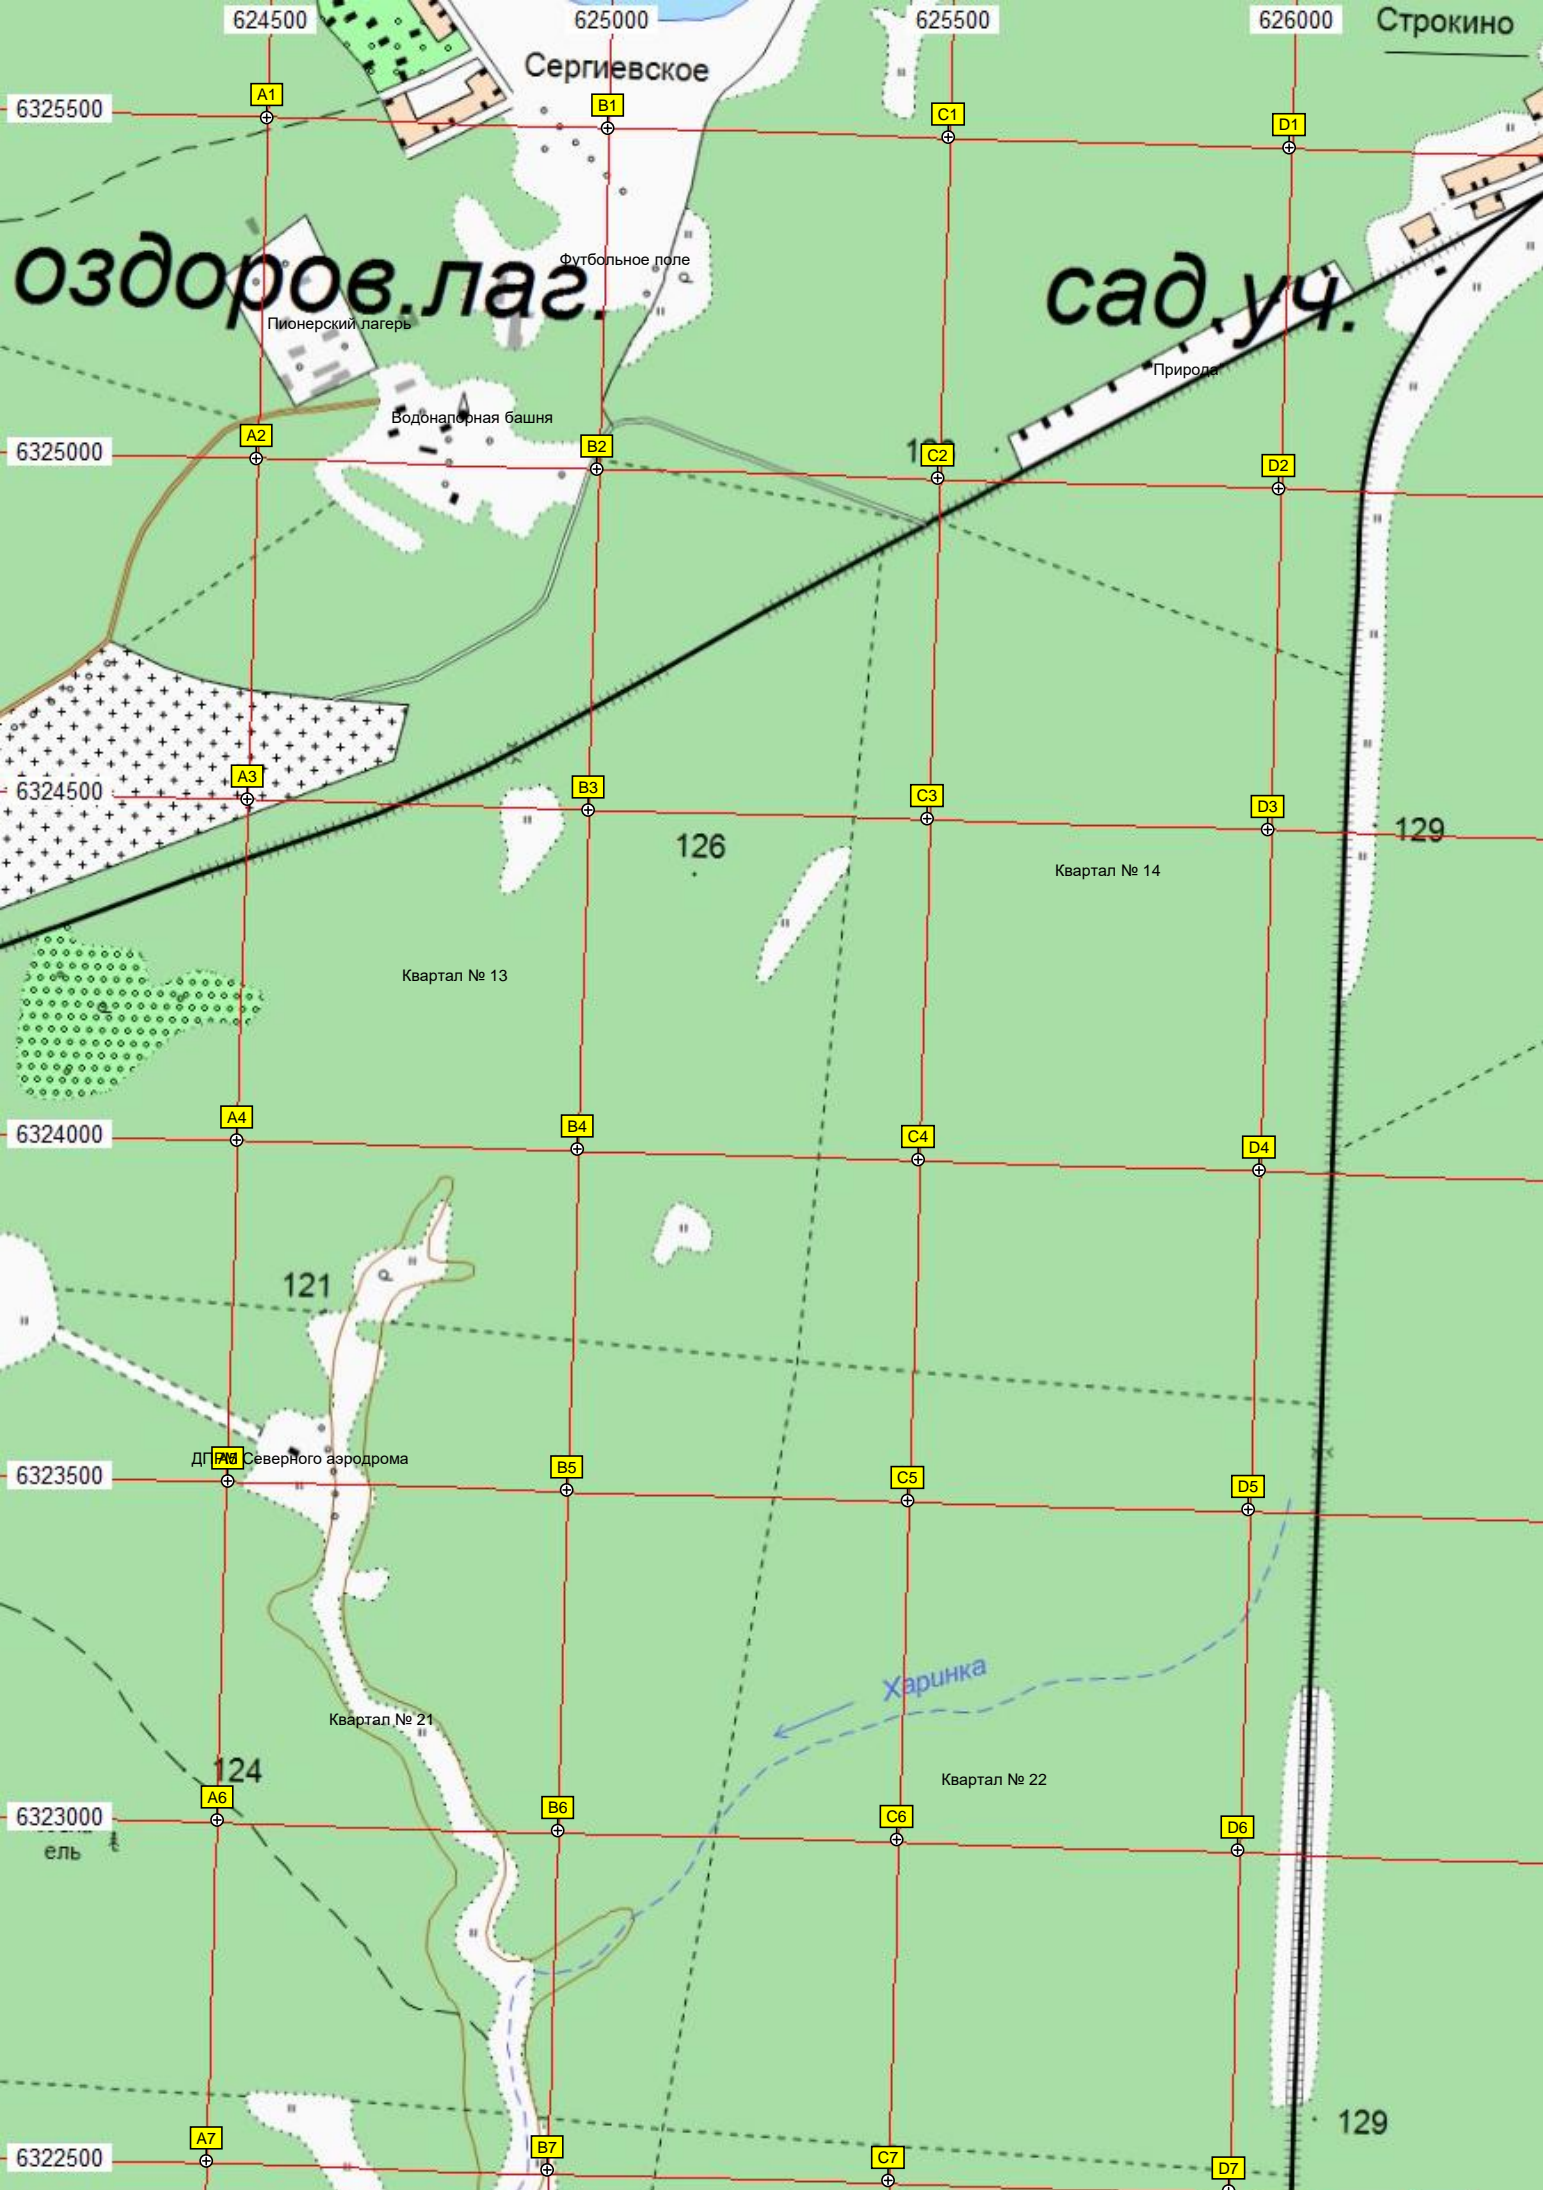 624500 625000 625500 626000 Строкино
Сергиевское
6325500 A1 B1 C1 D1
оздоров.лаг. Футбольное поле сад.уч.
Пионерский лагерь
Природа
Водонапорная башня
6325000 A2 B2 C2 D2
6324500 A3 B3 C3 D3
126 129
Квартал № 14
Квартал № 13
6324000 A4 B4 C4 D4
121
ДПРМ Северного аэродрома
6323500 A5 B5 C5 D5
Харинка
Квартал № 21
124 Квартал № 22
6323000 A6 B6 C6 D6
ель
129
6322500 A7 B7 C7 D7